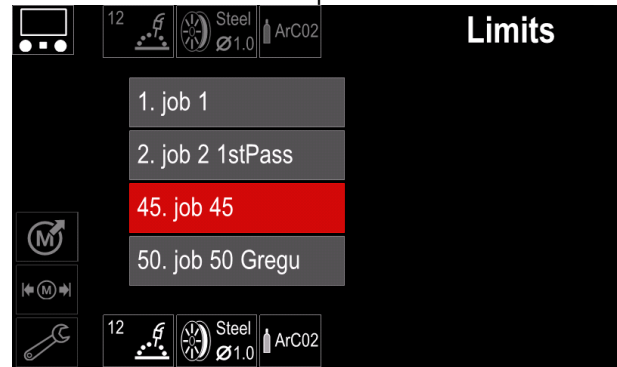 12 Steel Ø1.0 ArC02
Limits
1. job 1
2. job 2 1stPass
45. job 45
50. job 50 Gregu
M
M
12 Steel Ø1.0 ArC02